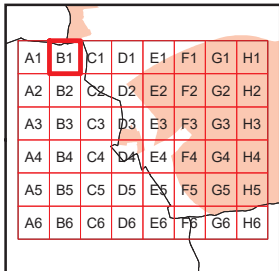 A1 B1 C1 D1 E1 F1 G1 H1
A2 B2 C2 D2 E2 F2 G2 H2
A3 B3 C3 D3 E3 F3 G3 H3
A4 B4 C4 D4 E4 F4 G4 H4
A5 B5 C5 D5 E5 F5 G5 H5
A6 B6 C6 D6 E6 F6 G6 H6